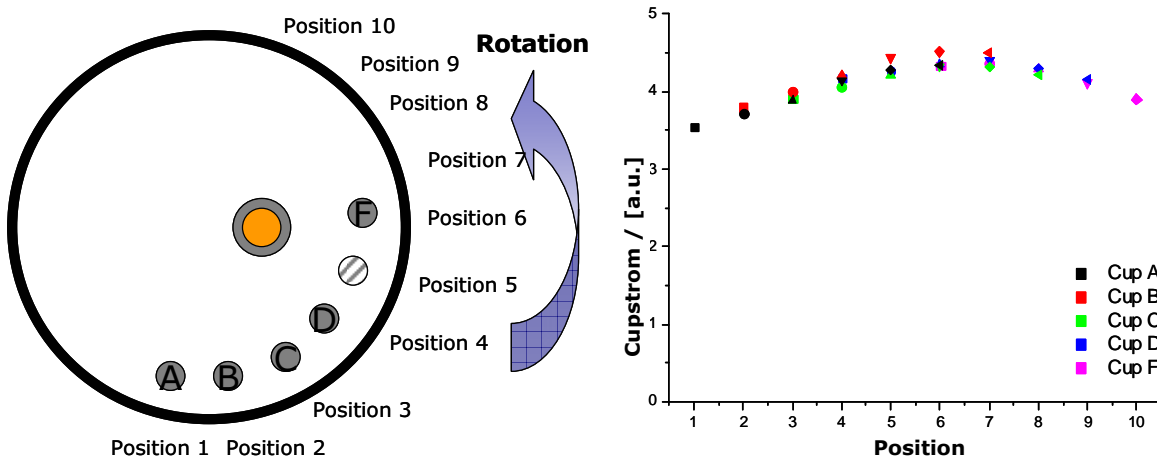 Position 10
Rotation
Position 9
Position 8
Position 7
Position 6
Position 5
Position 4
Position 3
Position 1 Position 2
F
D
C
A B
5
4
3
2
1
0
Cupstrom / [a.u.]
Cup A
Cup B
Cup C
Cup D
Cup F
1 2 3 4 5 6 7 8 9 10
Position